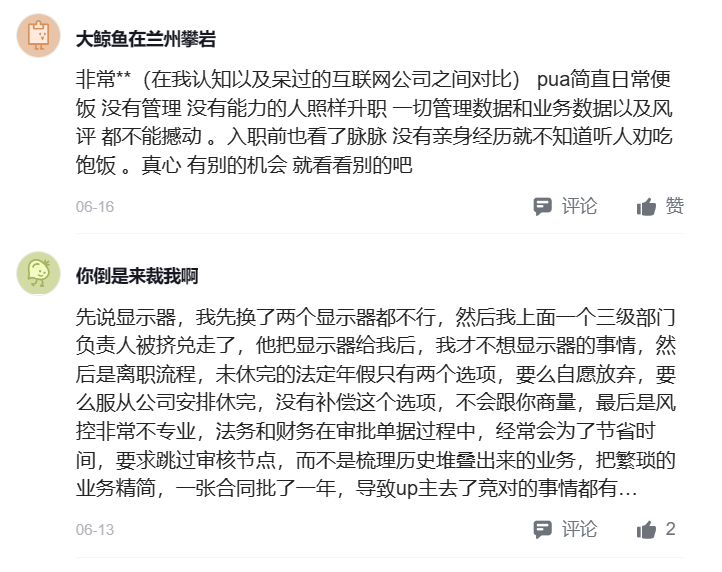 大鲸鱼在兰州攀岩
非常**（在我认知以及呆过的互联网公司之间对比） pua简直日常便
饭 没有管理 没有能力的人照样升职 一切管理数据和业务数据以及风
评 都不能撼动 。入职前也看了脉脉 没有亲身经历就不知道听人劝吃
饱饭 。真心 有别的机会 就看看别的吧
06-16 评论 赞
你倒是来裁我啊
先说显示器，我先换了两个显示器都不行，然后我上面一个三级部门
负责人被挤兑走了，他把显示器给我后，我才不想显示器的事情，然
后是离职流程，未休完的法定年假只有两个选项，要么自愿放弃，要
么服从公司安排休完，没有补偿这个选项，不会跟你商量，最后是风
控非常不专业，法务和财务在审批单据过程中，经常会为了节省时
间，要求跳过审核节点，而不是梳理历史堆叠出来的业务，把繁琐的
业务精简，一张合同批了一年，导致up主去了竞对的事情都有...
06-13 评论 2